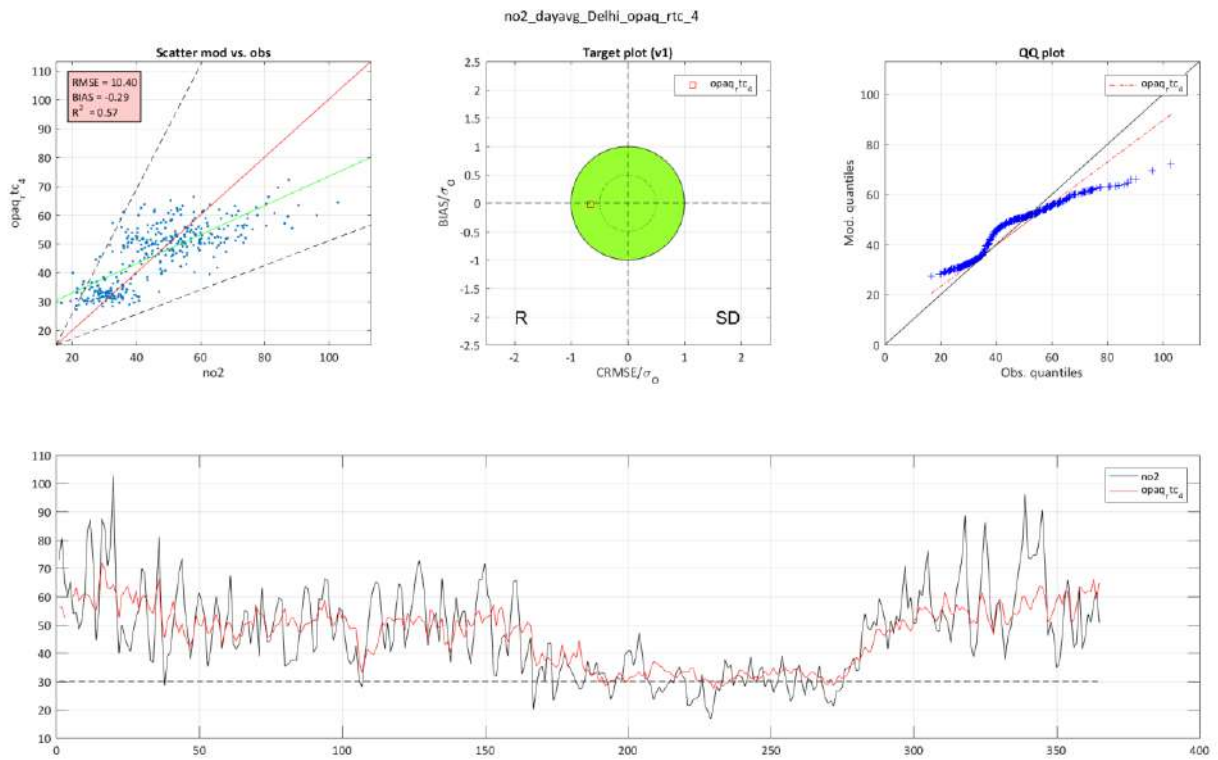 no2_dayavg_Delhi_opaq_rtc_4
Scatter mod vs. obs
RMSE = 10.40
BIAS = -0.29
R² = 0.57
opaq_rtc_4
110
100
90
80
70
60
50
40
30
20
20 40 60 80 100
no2
Target plot (v1)
opaq_rtc_4
BIAS/σ_O
2.5
2
1.5
1
0.5
0
-0.5
-1
-1.5
-2
-2.5
R SD
-2 -1 0 1 2
CRMSE/σ_O
QQ plot
opaq_rtc_4
Mod. quantiles
100
80
60
40
20
0
0 20 40 60 80 100
Obs. quantiles
110
100
90
80
70
60
50
40
30
20
10
no2
opaq_rtc_4
0 50 100 150 200 250 300 350 400